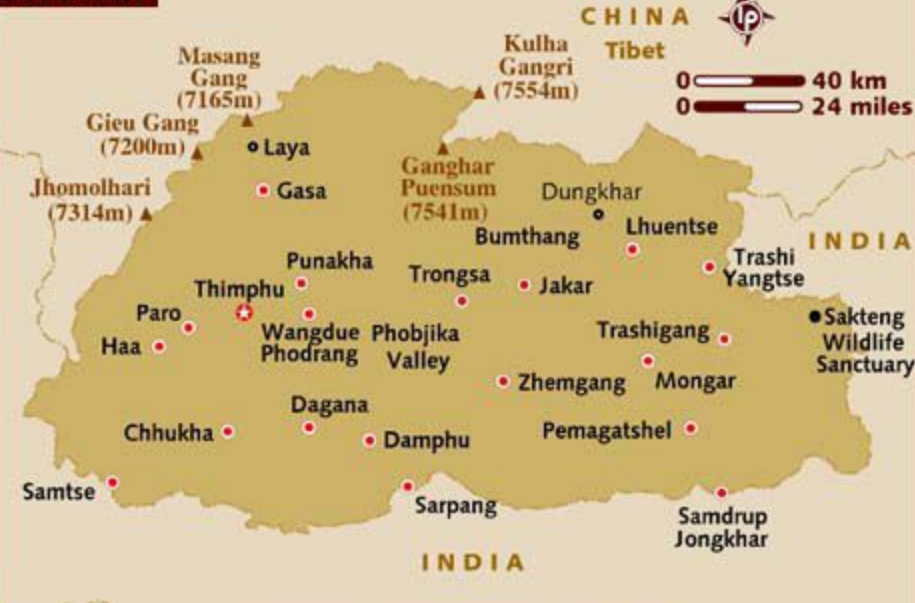 CHINA
Tibet
lp
0 40 km
0 24 miles
Masang
Gang
(7165m)
Kulha
Gangri
(7554m)
Gieu Gang
(7200m)
Laya
Ganghar
Puensum
(7541m)
Jhomolhari
(7314m)
Gasa
Dungkhar
Bumthang
Lhuentse
INDIA
Trashi
Yangtse
Punakha
Trongsa
Jakar
Thimphu
Paro
Haa
Wangdue
Phodrang
Phobjika
Valley
Trashigang
Sakteng
Wildlife
Sanctuary
Zhemgang
Mongar
Dagana
Chhukha
Damphu
Pemagatshel
Samtse
Sarpang
Samdrup
Jongkhar
INDIA